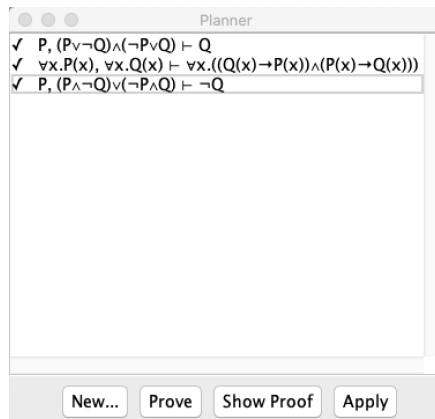 Planner
✓ P, (P∨¬Q)∧(¬P∨Q) ⊢ Q
✓ ∀x.P(x), ∀x.Q(x) ⊢ ∀x.((Q(x)→P(x))∧(P(x)→Q(x)))
✓ P, (P∧¬Q)∨(¬P∧Q) ⊢ ¬Q
New... Prove Show Proof Apply